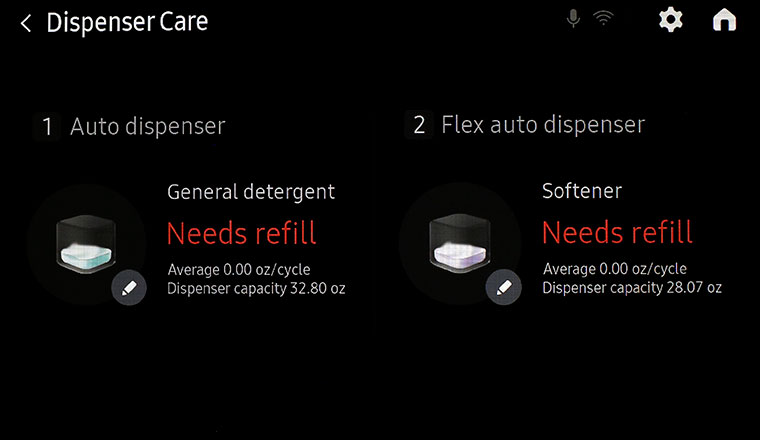 Dispenser Care
1 Auto dispenser
General detergent
Needs refill
Average 0.00 oz/cycle
Dispenser capacity 32.80 oz
2 Flex auto dispenser
Softener
Needs refill
Average 0.00 oz/cycle
Dispenser capacity 28.07 oz